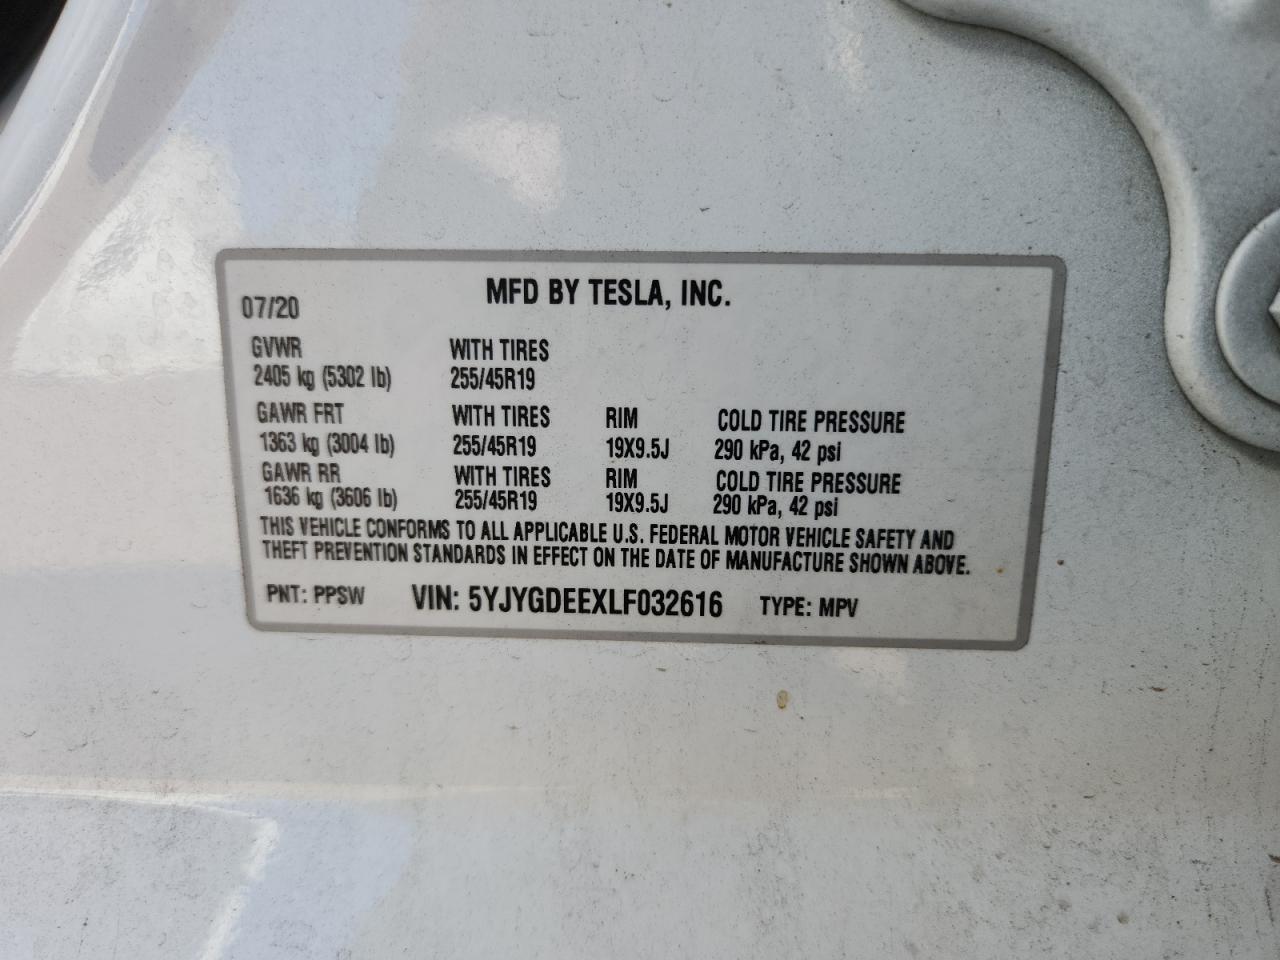 MFD BY TESLA, INC.
07/20
GVWR WITH TIRES
2405 kg (5302 lb) 255/45R19
GAWR FRT WITH TIRES RIM COLD TIRE PRESSURE
1363 kg (3004 lb) 255/45R19 19X9.5J 290 kPa, 42 psi
GAWR RR WITH TIRES RIM COLD TIRE PRESSURE
1636 kg (3606 lb) 255/45R19 19X9.5J 290 kPa, 42 psi
THIS VEHICLE CONFORMS TO ALL APPLICABLE U.S. FEDERAL MOTOR VEHICLE SAFETY AND
THEFT PREVENTION STANDARDS IN EFFECT ON THE DATE OF MANUFACTURE SHOWN ABOVE.
PNT: PPSW VIN: 5YJYGDEEXLF032616 TYPE: MPV